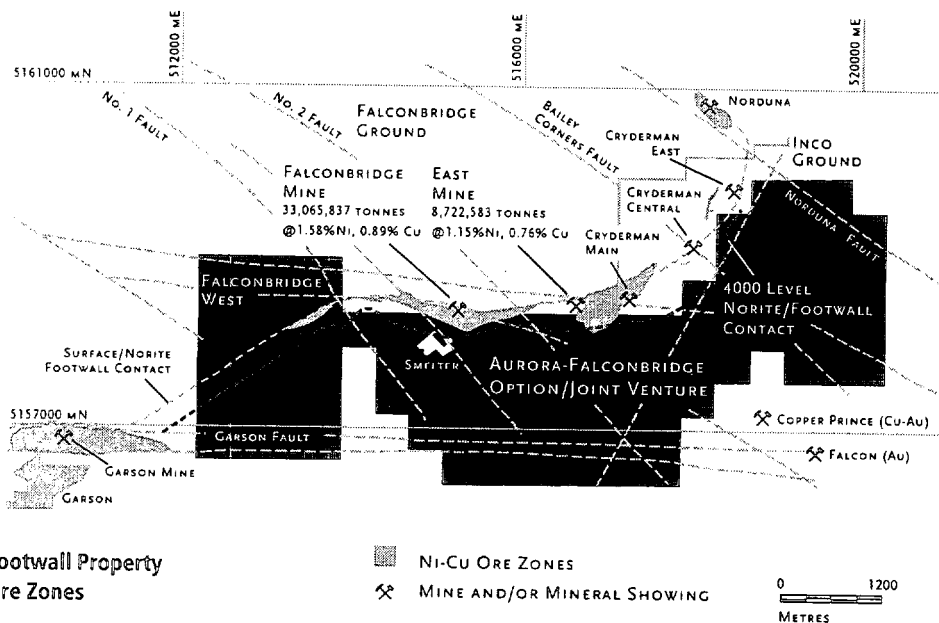 512000 ME
516000 ME
520000 ME
5161000 MN
NO. 1 FAULT
NO. 2 FAULT
FALCONBRIDGE
GROUND
BAILEY
CORNERS FAULT
NORDUNA
CRYDERMAN
EAST
INCO
GROUND
FALCONBRIDGE
MINE
33,065,837 TONNES
@1.58%NI, 0.89% CU
EAST
MINE
8,722,583 TONNES
@1.15%NI, 0.76% CU
CRYDERMAN
CENTRAL
CRYDERMAN
MAIN
NORDUNA FAULT
FALCONBRIDGE
WEST
4000 LEVEL
NORITE/FOOTWALL
CONTACT
SURFACE/NORITE
FOOTWALL CONTACT
SMELTER
AURORA-FALCONBRIDGE
OPTION/JOINT VENTURE
5157000 MN
GARSON FAULT
COPPER PRINCE (CU-AU)
FALCON (AU)
GARSON MINE
GARSON
ootwall Property
re Zones
NI-CU ORE ZONES
MINE AND/OR MINERAL SHOWING
0 1200
METRES